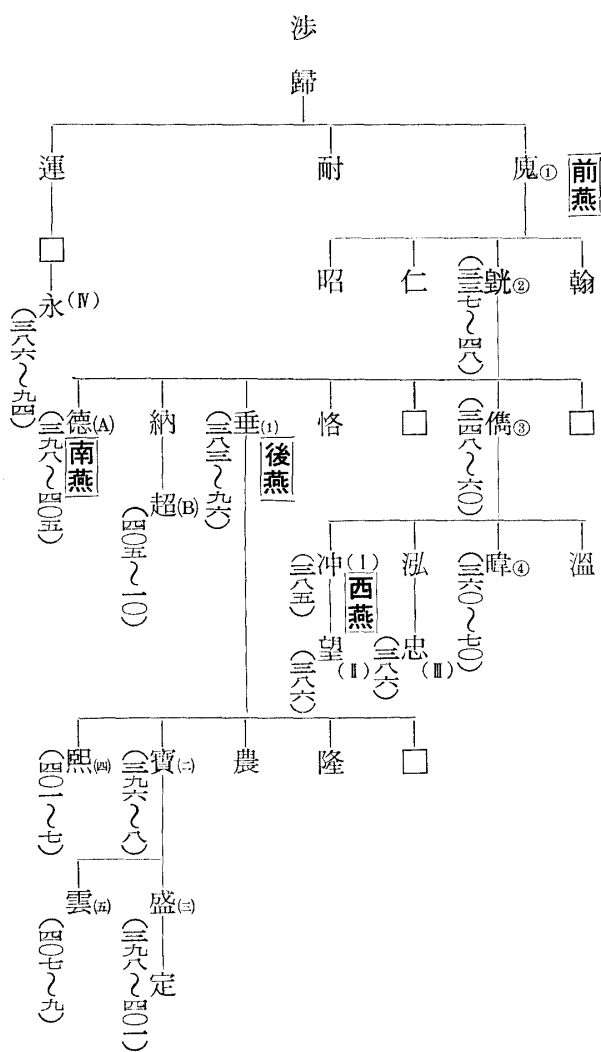 涉歸
前燕
廆①
耐
運
□
永(Ⅳ)
(三八六〜九四)
翰
皝②
(三三七〜四八)
仁
昭
□
儁③
(三四八〜六〇)
□
恪
後燕
垂(1)
(三八三〜九六)
納
超(B)
(四〇五〜一〇)
德(A)
南燕
(三九八〜四〇五)
溫
暐④
(三六〇〜七〇)
泓
忠(Ⅲ)
(三八六)
冲(Ⅰ)
西燕
(三八五)
望(Ⅱ)
(三八六)
□
隆
農
寶(二)
(三九六〜八)
熙(四)
(四〇一〜七)
盛(三)
(三九八〜四〇一)
定
雲(五)
(四〇七〜九)